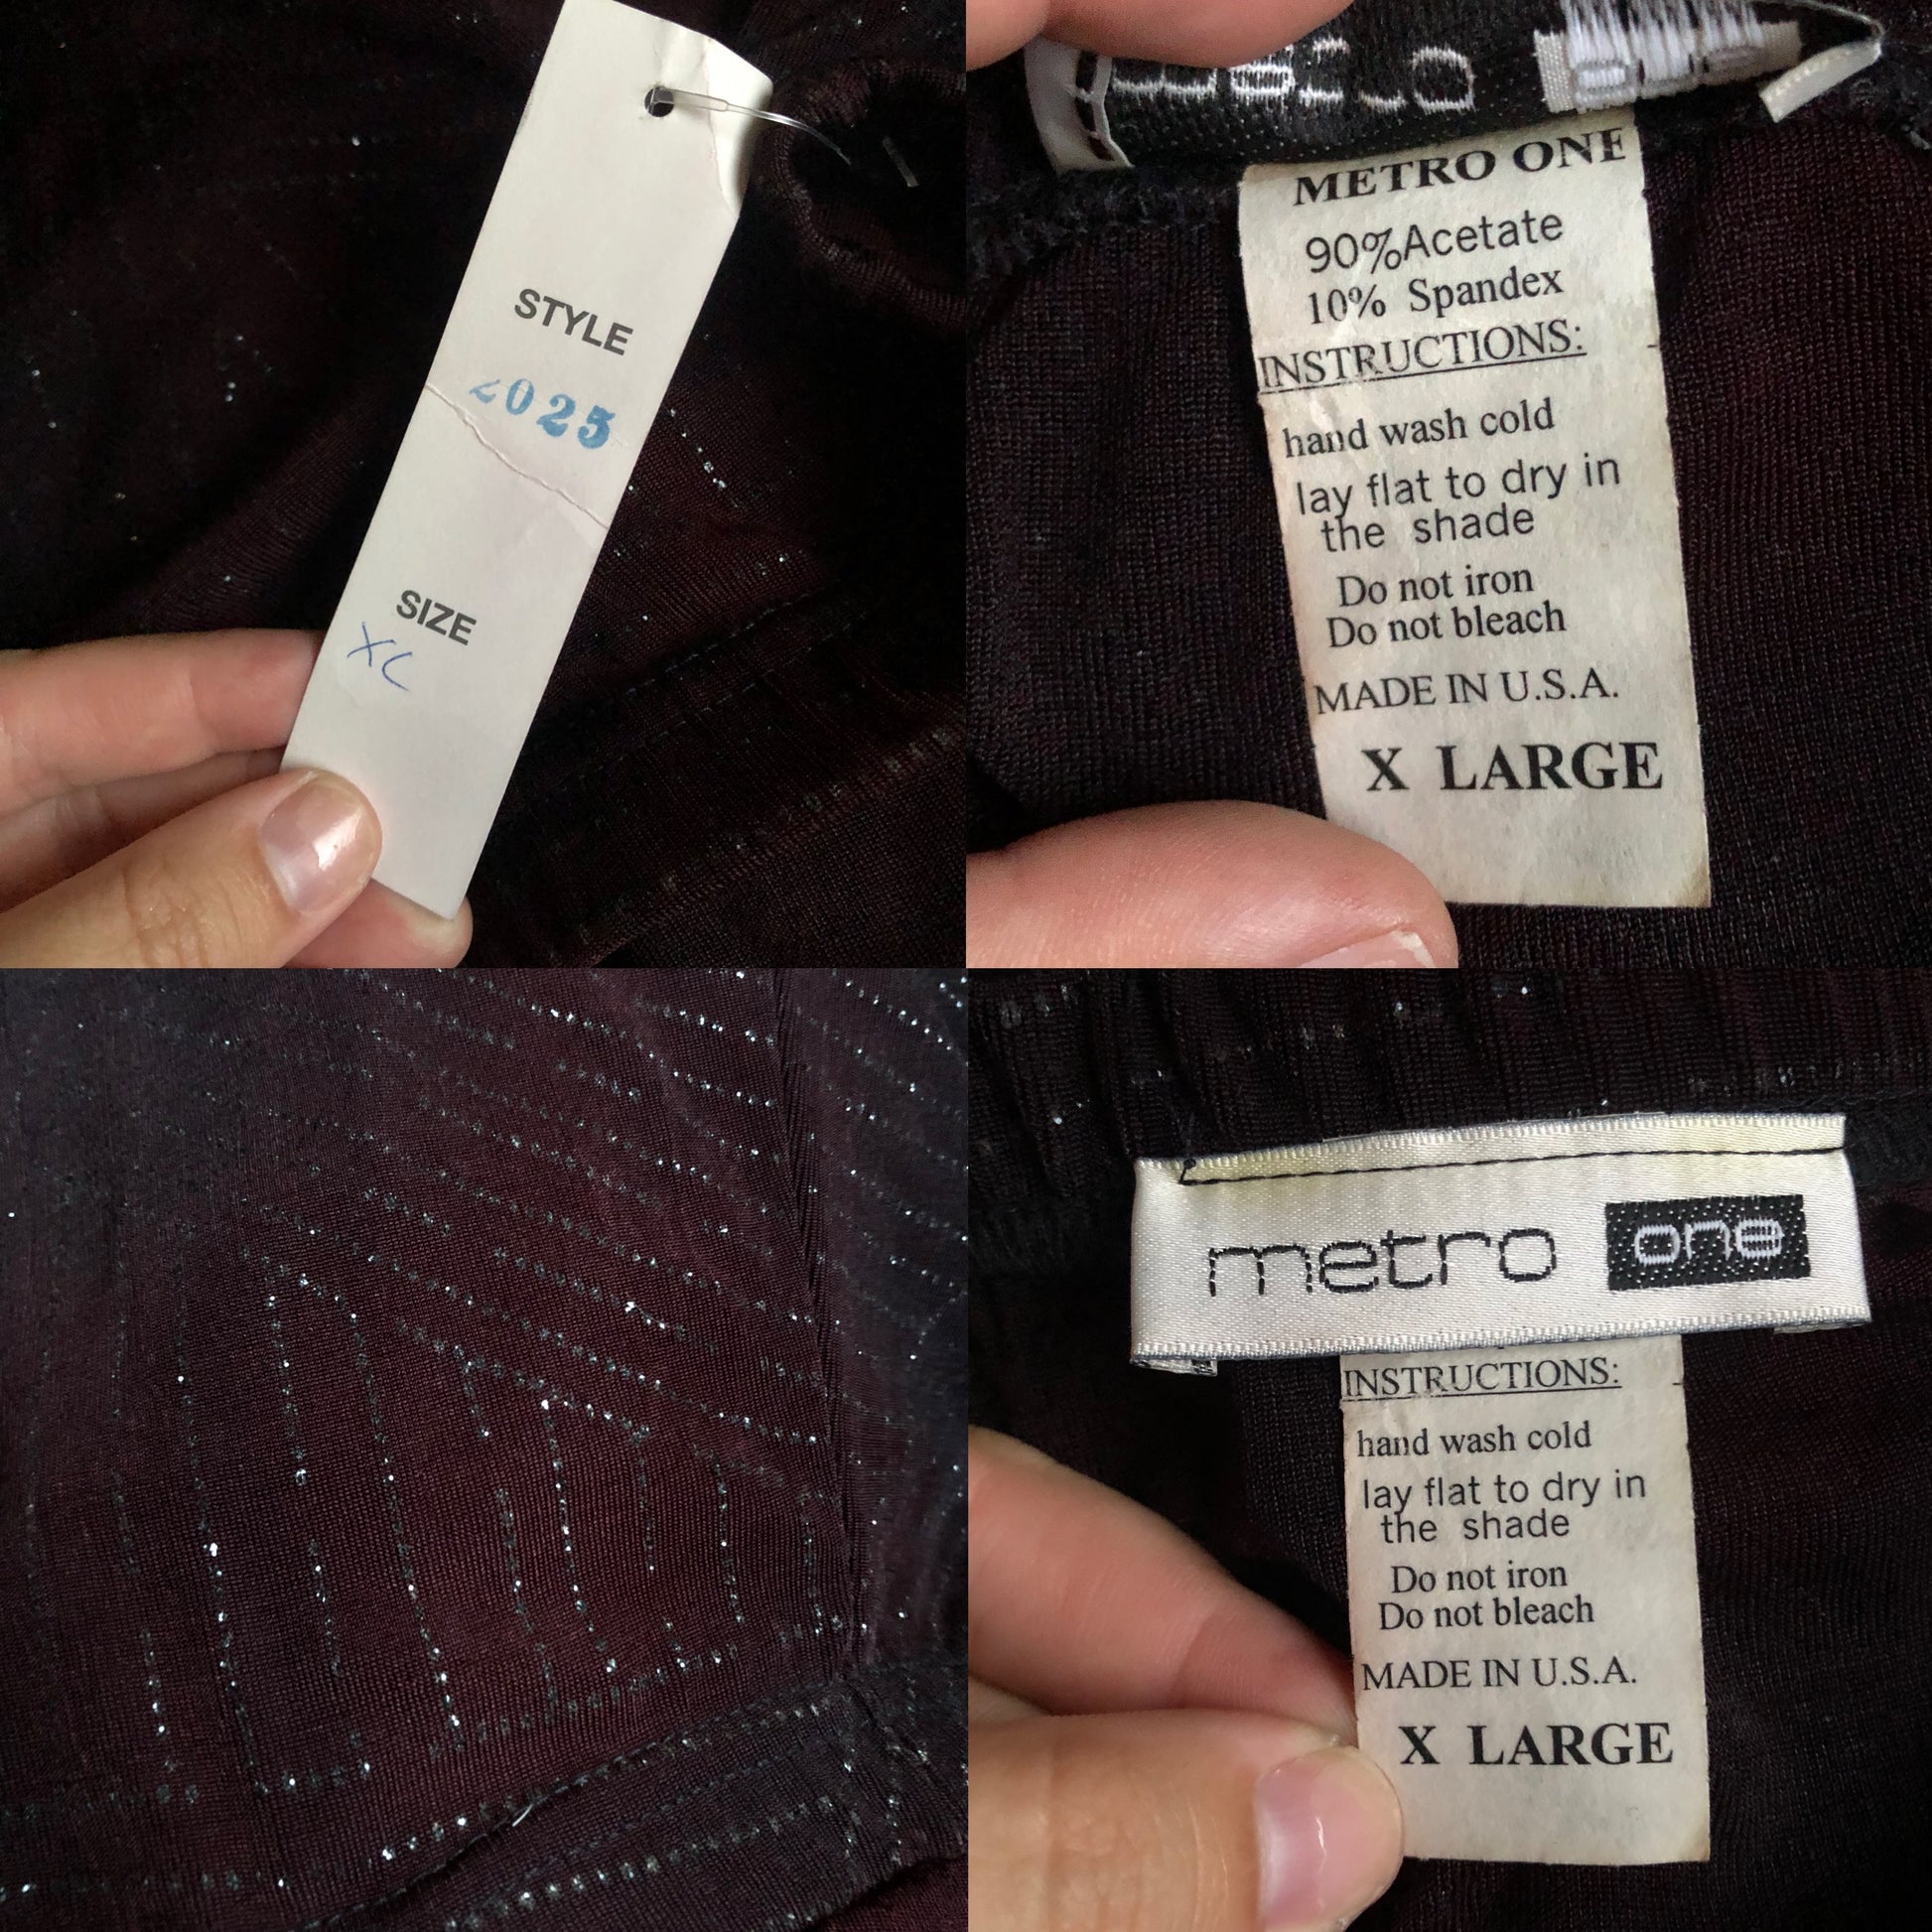 STYLE
2025
SIZE
XL
metro one
METRO ONE
90%Acetate
10% Spandex
INSTRUCTIONS:
hand wash cold
lay flat to dry in
the shade
Do not iron
Do not bleach
MADE IN U.S.A.
X LARGE
metro one
INSTRUCTIONS:
hand wash cold
lay flat to dry in
the shade
Do not iron
Do not bleach
MADE IN U.S.A.
X LARGE